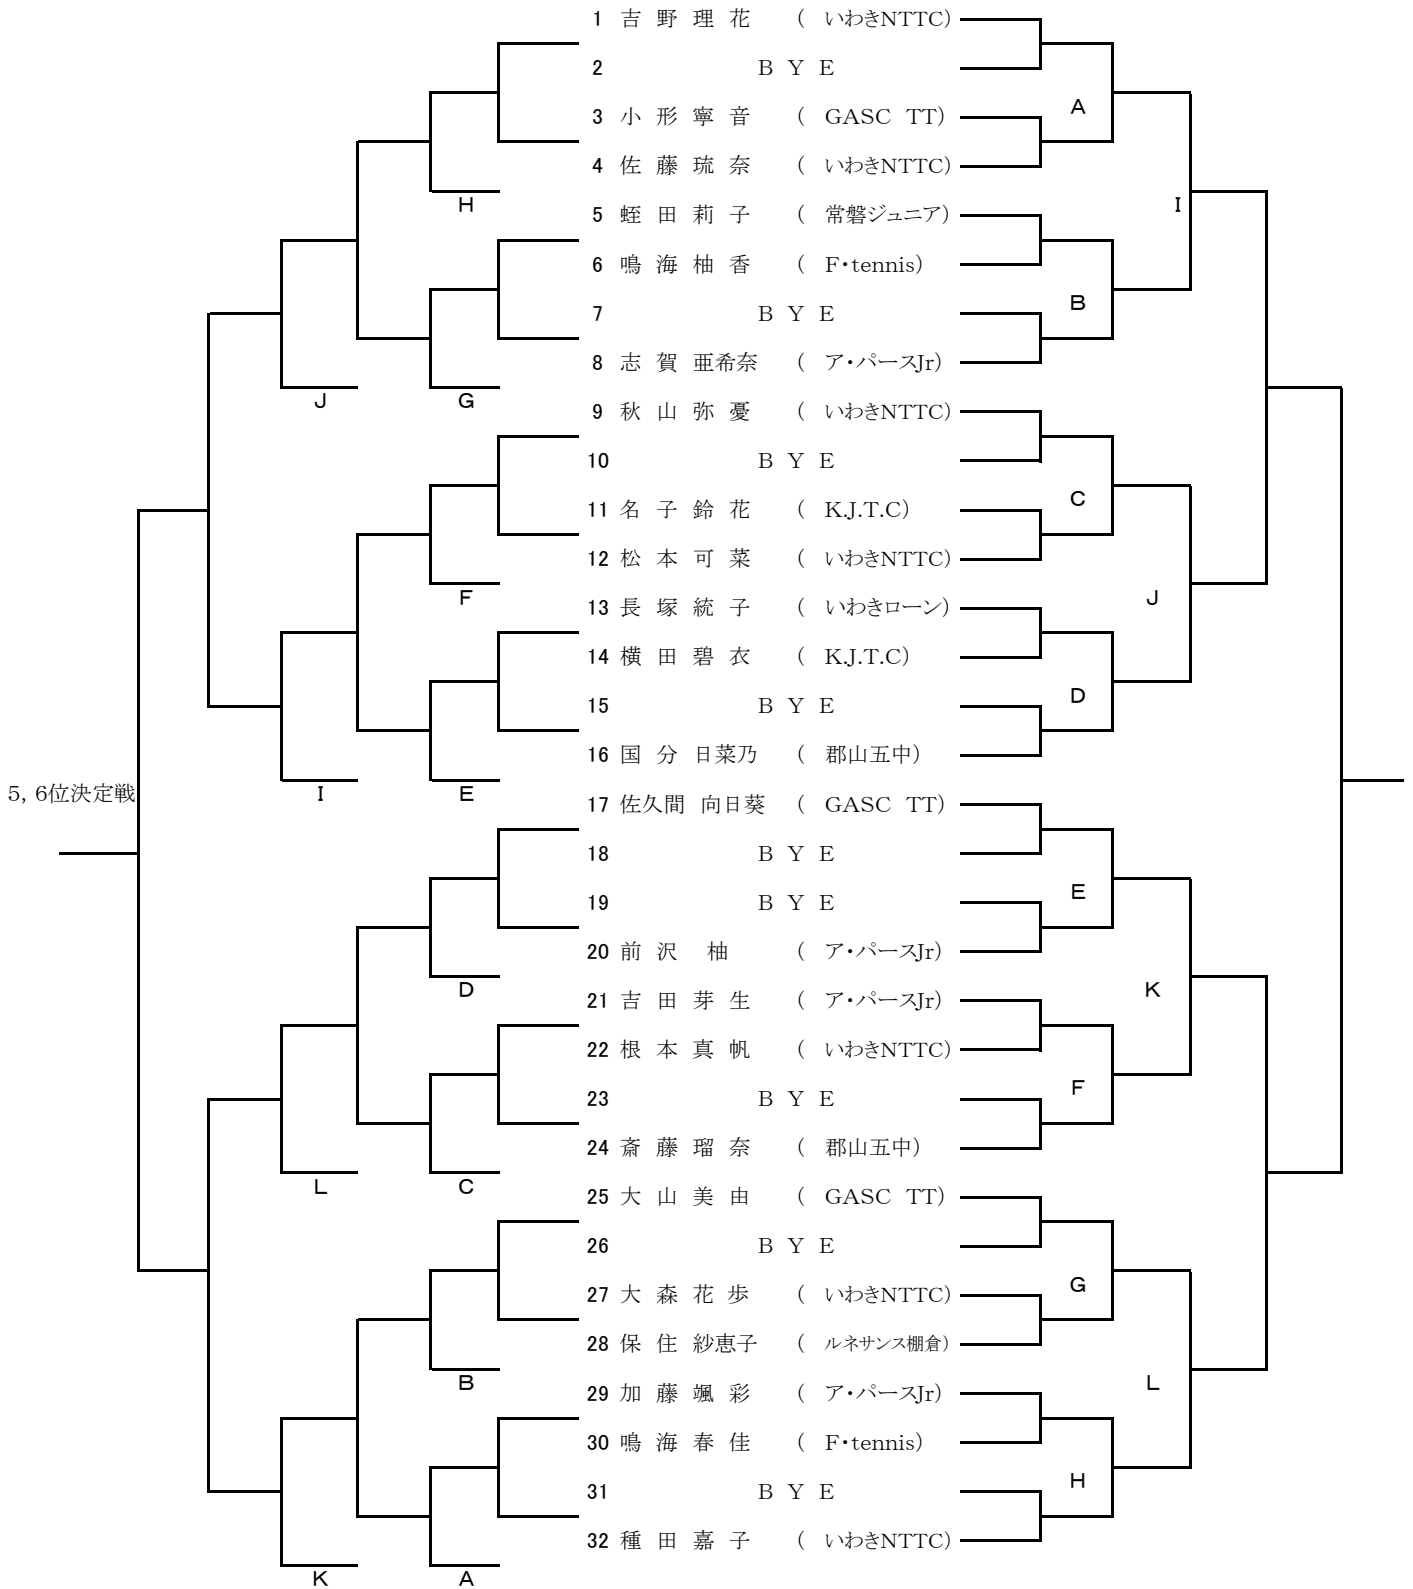 1 吉 野 理 花 ( いわきNTTC)
2 B Y E
A
3 小 形 寧 音 ( GASC TT)
4 佐 藤 琉 奈 ( いわきNTTC)
H
5 蛭 田 莉 子 ( 常磐ジュニア)
I
6 鳴 海 柚 香 ( F・tennis)
B
7 B Y E
8 志 賀 亜希奈 ( ア・パースJr)
J G
9 秋 山 弥 憂 ( いわきNTTC)
10 B Y E
C
11 名 子 鈴 花 ( K.J.T.C)
12 松 本 可 菜 ( いわきNTTC)
F
J
13 長 塚 統 子 ( いわきローン)
14 横 田 碧 衣 ( K.J.T.C)
D
15 B Y E
16 国 分 日菜乃 ( 郡山五中)
5, 6位決定戦
I E
17 佐久間 向日葵 ( GASC TT)
18 B Y E
E
19 B Y E
20 前 沢 柚 ( ア・パースJr)
D
K
21 吉 田 芽 生 ( ア・パースJr)
22 根 本 真 帆 ( いわきNTTC)
F
23 B Y E
24 斎 藤 瑠 奈 ( 郡山五中)
L C
25 大 山 美 由 ( GASC TT)
26 B Y E
G
27 大 森 花 歩 ( いわきNTTC)
28 保 住 紗恵子 ( ルネサンス棚倉)
B
L
29 加 藤 颯 彩 ( ア・パースJr)
30 鳴 海 春 佳 ( F・tennis)
H
31 B Y E
32 種 田 嘉 子 ( いわきNTTC)
K A